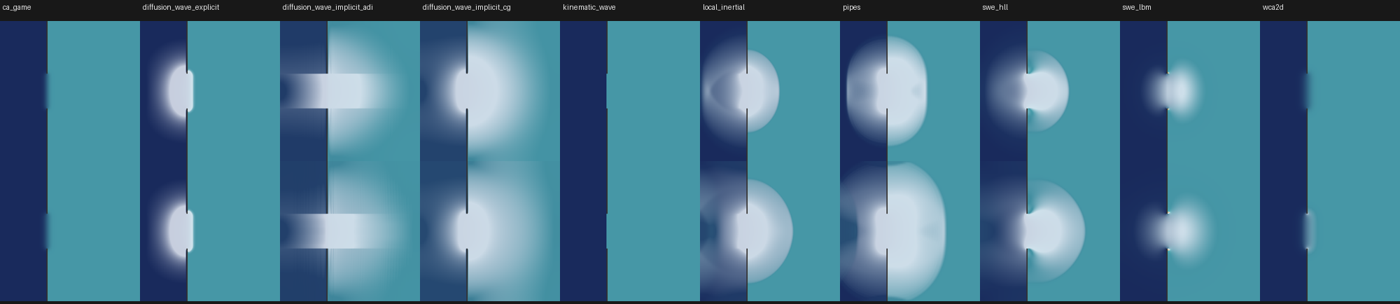 ca_game
diffusion_wave_explicit
diffusion_wave_implicit_adi
diffusion_wave_implicit_cg
kinematic_wave
local_inertial
pipes
swe_hll
swe_lbm
wca2d